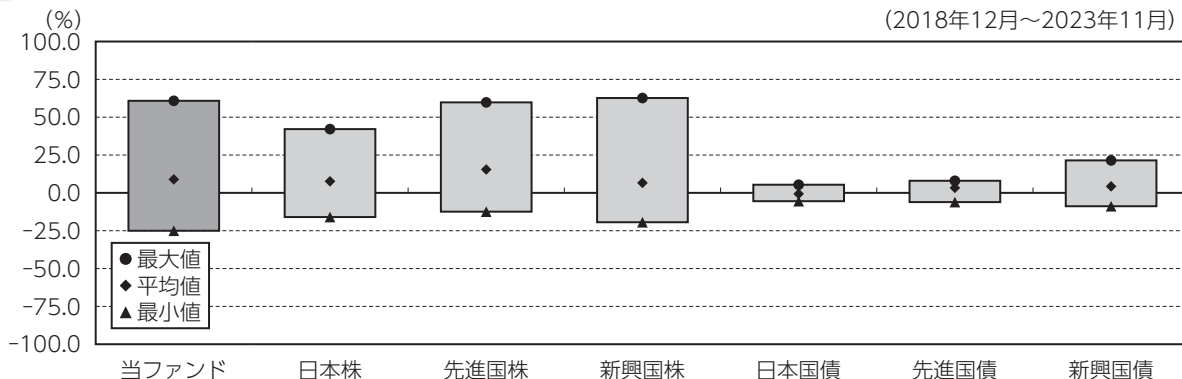 (%)
(2018年12月～2023年11月)
100.0
75.0
50.0
25.0
0.0
-25.0
-50.0
-75.0
-100.0
●最大値
◆平均値
▲最小値
当ファンド 日本株 先進国株 新興国株 日本国債 先進国債 新興国債